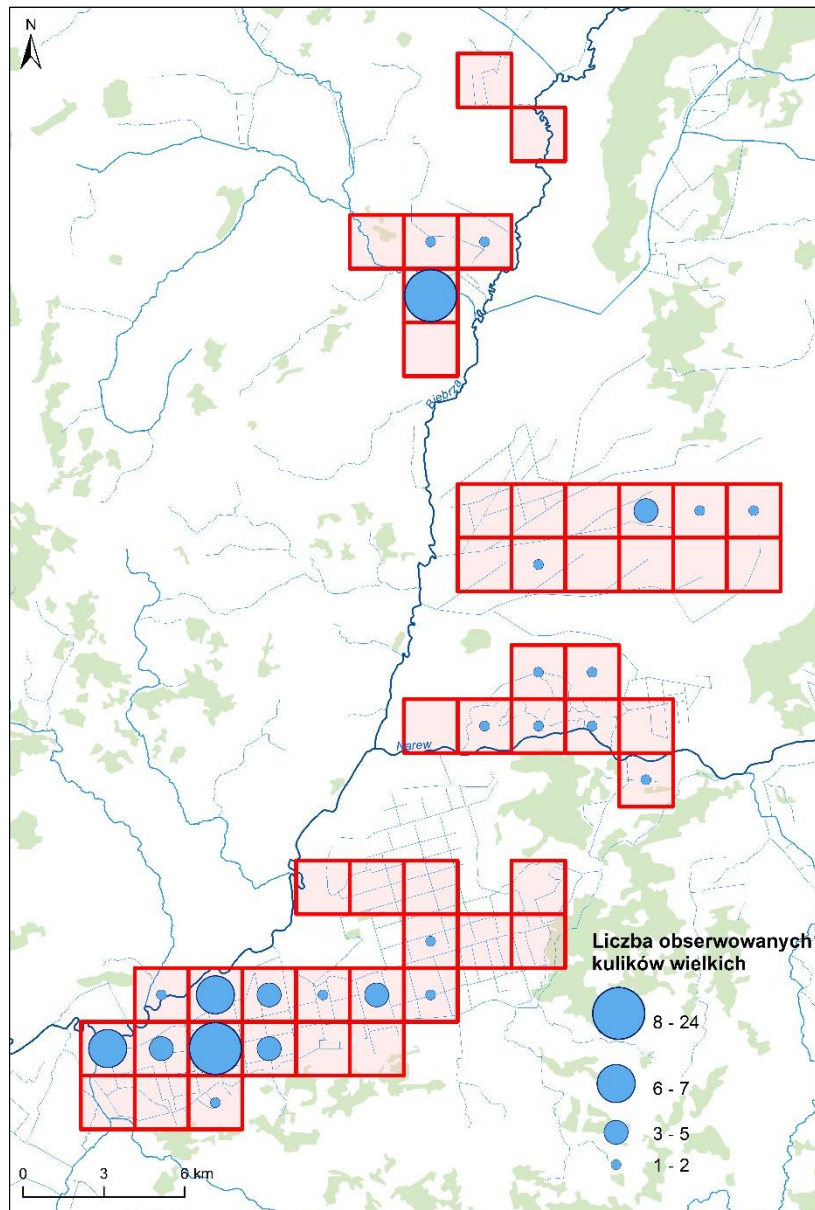 N
Biebrza
Narew
Liczba obserwowanych
kulików wielkich
8 - 24
6 - 7
3 - 5
1 - 2
0 3 6 km